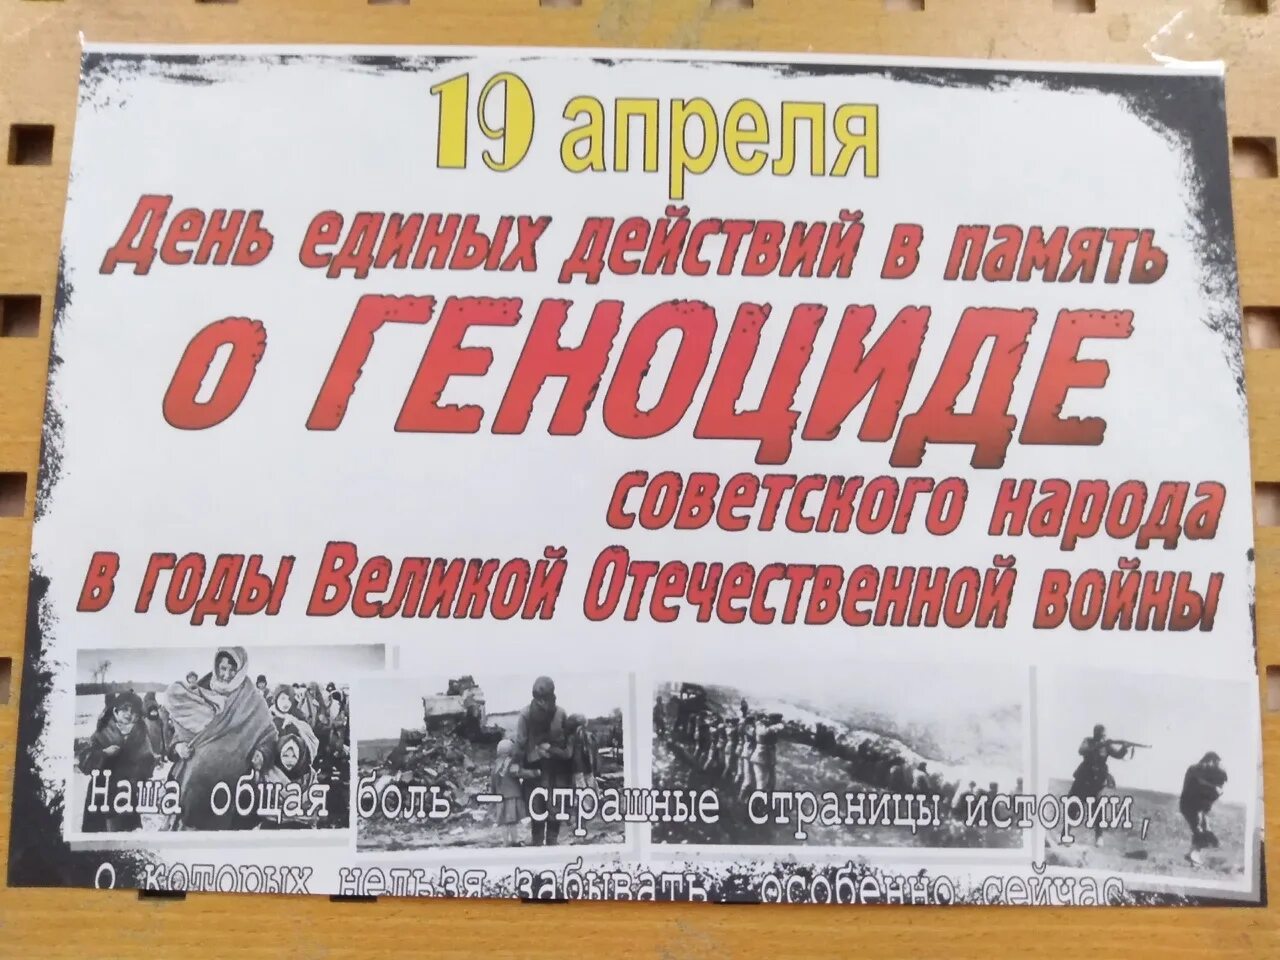 19 апреля
День единых действий в память
о ГЕНОЦИДЕ
советского народа
в годы Великой Отечественной войны
Наша общая боль – страшные страницы истории,
о которых нельзя забывать, особенно сейчас